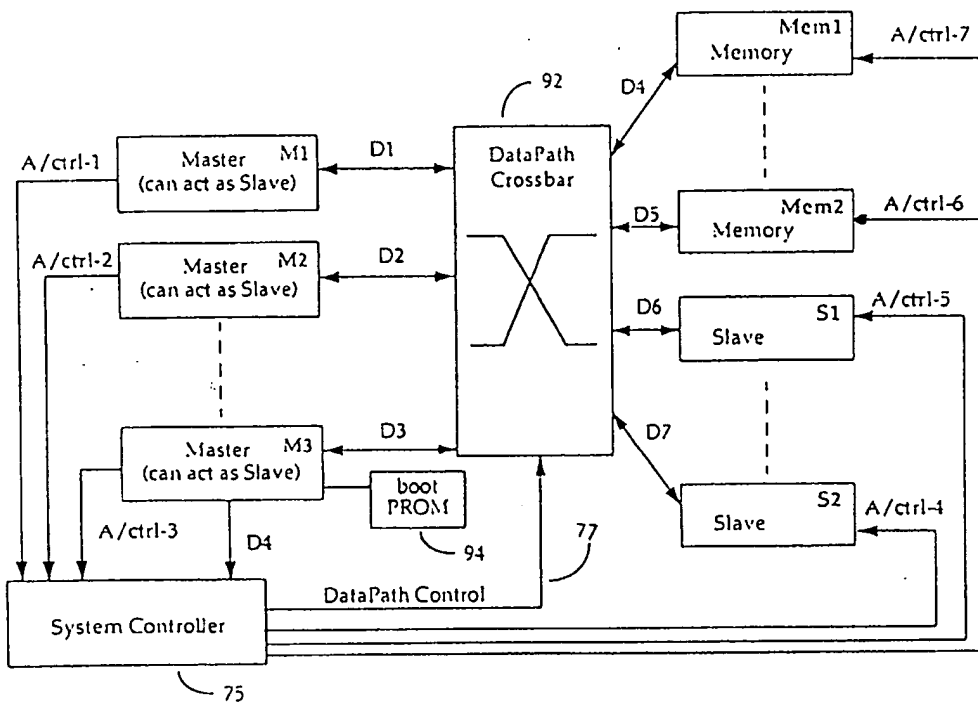 Mem1
Memory
A/ctrl-7
92
D4
DataPath
Crossbar
A/ctrl-1
Master M1
(can act as Slave)
D1
Mem2
Memory
A/ctrl-6
D5
A/ctrl-2
Master M2
(can act as Slave)
D2
A/ctrl-5
D6
S1
Slave
Master M3
(can act as Slave)
D3
D7
boot
PROM
S2
Slave
A/ctrl-4
A/ctrl-3
D4
94
77
DataPath Control
System Controller
75